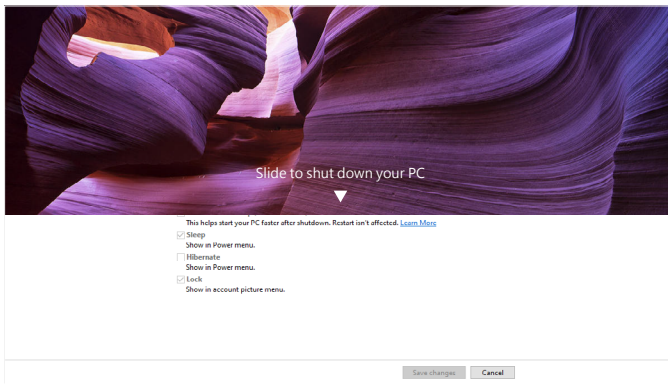 Slide to shut down your PC
This helps start your PC faster after shutdown. Restart isn't affected. Learn More
Sleep
Show in Power menu.
Hibernate
Show in Power menu.
Lock
Show in account picture menu.
Save changes Cancel